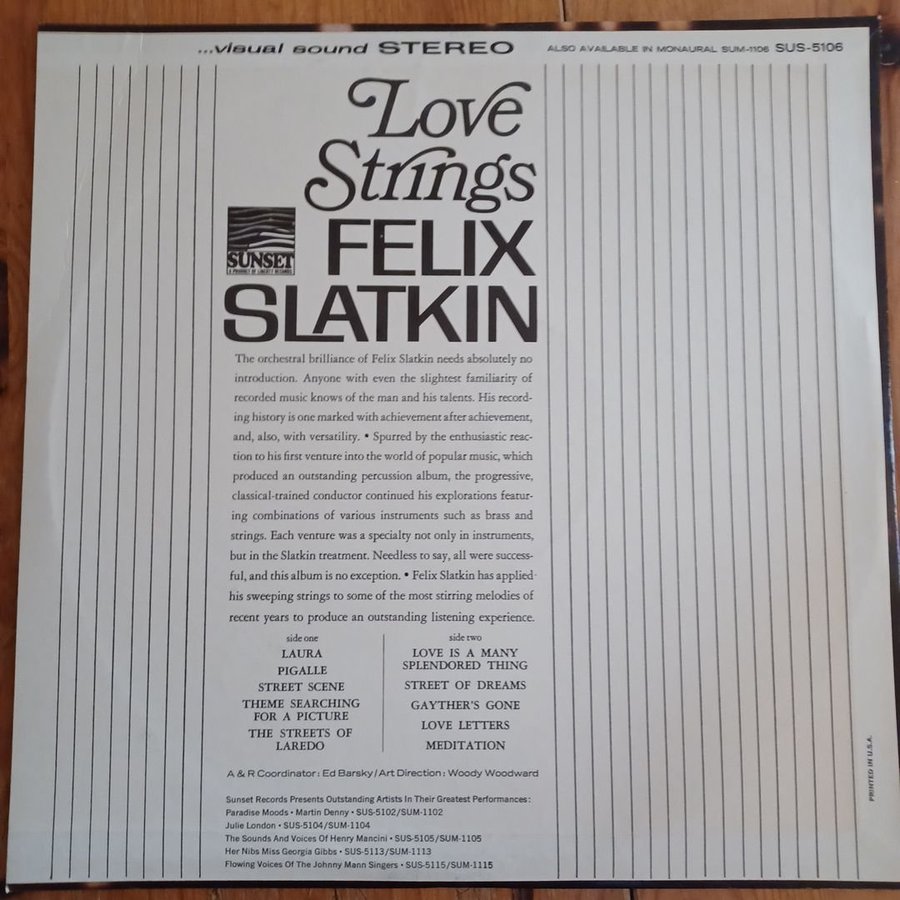 ...visual sound STEREO
ALSO AVAILABLE IN MONAURAL SUM-1106 SUS-5106
Love
Strings
SUNSET
A PRODUCT OF LIBERTY RECORDS
FELIX
SLATKIN
The orchestral brilliance of Felix Slatkin needs absolutely no
introduction. Anyone with even the slightest familiarity of
recorded music knows of the man and his talents. His record-
ing history is one marked with achievement after achievement,
and, also, with versatility. • Spurred by the enthusiastic reac-
tion to his first venture into the world of popular music, which
produced an outstanding percussion album, the progressive,
classical-trained conductor continued his explorations featur-
ing combinations of various instruments such as brass and
strings. Each venture was a specialty not only in instruments,
but in the Slatkin treatment. Needless to say, all were success-
ful, and this album is no exception. • Felix Slatkin has applied
his sweeping strings to some of the most stirring melodies of
recent years to produce an outstanding listening experience.
side one
LAURA
PIGALLE
STREET SCENE
THEME SEARCHING
FOR A PICTURE
THE STREETS OF
LAREDO
side two
LOVE IS A MANY
SPLENDORED THING
STREET OF DREAMS
GAYTHER'S GONE
LOVE LETTERS
MEDITATION
A & R Coordinator: Ed Barsky/Art Direction: Woody Woodward
Sunset Records Presents Outstanding Artists In Their Greatest Performances:
Paradise Moods • Martin Denny • SUS-5102/SUM-1102
Julie London • SUS-5104/SUM-1104
The Sounds And Voices Of Henry Mancini • SUS-5105/SUM-1105
Her Nibs Miss Georgia Gibbs • SUS-5113/SUM-1113
Flowing Voices Of The Johnny Mann Singers • SUS-5115/SUM-1115
PRINTED IN U.S.A.